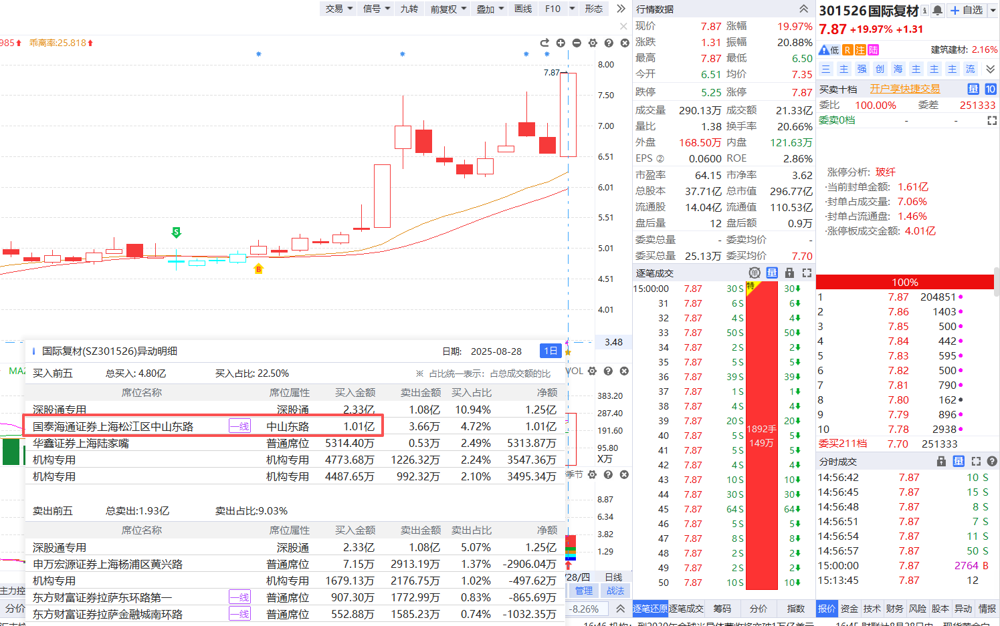 交易 信号 九转 前复权 叠加 画线 F10 形态
985 乖离率:25.818
8.00
7.87
7.50
7.00
6.51
6.01
5.51
5.01
4.51
4.01
3.48
S
B
国际复材(SZ301526)异动明细 日期: 2025-08-28 1日
买入前五 总买入: 4.80亿 买入占比: 22.50% ※ 占比统一表示: 占总成交额的比
席位名称 席位属性 买入金额 卖出金额 买入占比 净额
深股通专用 深股通 2.33亿 1.08亿 10.94% 1.25亿
国泰海通证券上海松江区中山东路 一线 中山东路 1.01亿 3.66万 4.72% 1.01亿
华鑫证券上海陆家嘴 普通席位 5314.40万 0.53万 2.49% 5313.87万
机构专用 机构专用 4773.68万 1226.32万 2.24% 3547.36万
机构专用 机构专用 4487.65万 992.32万 2.10% 3495.34万
卖出前五 总卖出:1.93亿 卖出占比:9.03%
席位名称 席位属性 买入金额 卖出金额 卖出占比 净额
深股通专用 深股通 2.33亿 1.08亿 5.07% 1.25亿
申万宏源证券上海杨浦区黄兴路 普通席位 7.15万 2913.19万 1.37% -2906.04万
机构专用 机构专用 1679.13万 2176.75万 1.02% -497.62万
东方财富证券拉萨东环路第一 一线 普通席位 907.30万 1772.99万 0.83% -865.69万
东方财富证券拉萨金融城南环路 一线 普通席位 552.88万 1585.23万 0.74% -1032.35万
VOL
383.20
287.40
191.60
95.80
X万
季节
8.87
6.34
3.82
1.29
/28/四 日线
管理 战法
-8.26%
主力控
分价
行情数据
现价 7.87 涨幅 19.97%
涨跌 1.31 振幅 20.88%
最高 7.87 最低 6.50
今开 6.51 均价 7.35
跌停 5.25 涨停 7.87
成交量 290.13万 成交额 21.33亿
量比 1.38 换手率 20.66%
外盘 168.50万 内盘 121.63万
EPS ② 0.0600 ROE 2.86%
市盈率 64.15 市净率 3.62
总股本 37.71亿 总市值 296.77亿
流通股 14.04亿 流通值 110.53亿
盘后量 12 盘后额 0.9万
委卖总量 - 委卖均价 -
委买总量 25.13万 委买均价 7.70
逐笔成交 单 量
15:00:00 7.87 30 S 特 30
31 7.87 6 S 6
32 7.87 4 S 4
33 7.87 50 S 50
34 7.87 2 S 2
35 7.87 5 S 5
36 7.87 39 S 39
37 7.87 1 S 1
38 7.87 4 S 4
39 7.87 20 S 20
40 7.87 5 S 1892手 5
41 7.87 5 S 149万 5
42 7.87 4 S 4
43 7.87 10 S 10
44 7.87 30 S 30
45 7.87 64 S 64
46 7.87 5 S 5
47 7.87 8 S 8
48 7.87 2 S 2
49 7.87 2 S 2
50 7.87 10 S 10
逐笔还原 逐笔成交 筹码 分价 指数
301526 国际复材 自选
7.87 +19.97% +1.31
低 R 注 陆 建筑建材: 2.16%
三 主 强 创 海 主 主 主 流
买卖十档 开户享快捷交易 量 10
委比 100.00% 委差 251333
委卖0档 - -
涨停分析: 玻纤
·当前封单金额: 1.61亿
·封单占成交量: 7.06%
·封单占流通盘: 1.46%
·涨停板成交金额: 4.01亿
100%
1 7.87 204851
2 7.86 1403
3 7.85 500
4 7.84 442
5 7.83 595
6 7.82 500
7 7.81 790
8 7.80 162
9 7.79 896
10 7.78 2938
委买211档 7.70 251333
分时成交 量
14:56:42 7.87 10 S
14:56:45 7.87 15 S
14:56:48 7.87 8 S
14:56:51 7.87 7 S
14:56:54 7.87 11 S
14:56:57 7.87 50 S
15:00:00 7.87 2764 B
15:13:45 7.87 12
报价 资金 技术 财务 风险 股本 异动 情报